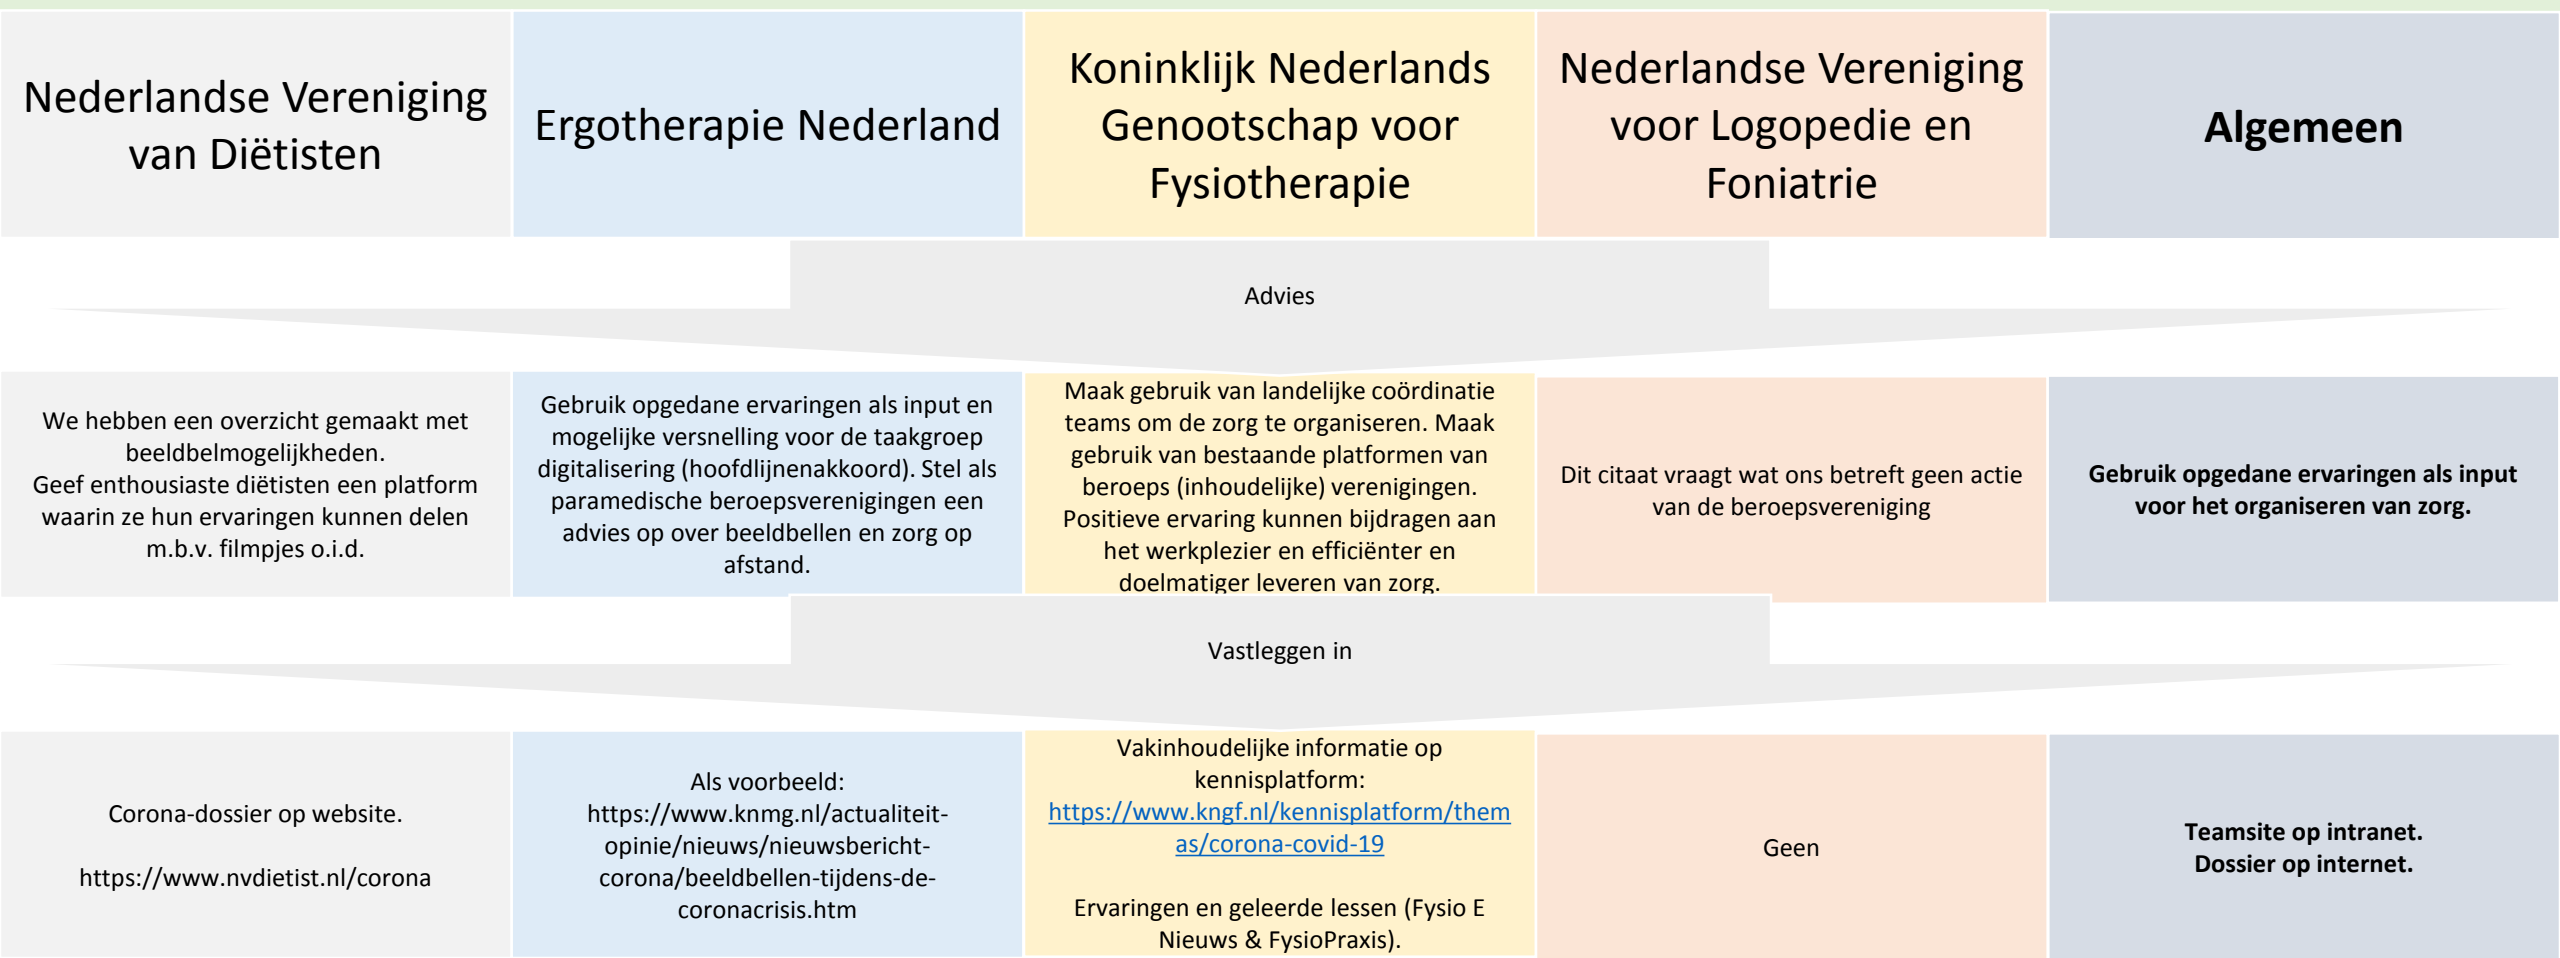 Nederlandse Vereniging
van Diëtisten
Ergotherapie Nederland
Koninklijk Nederlands
Genootschap voor
Fysiotherapie
Nederlandse Vereniging
voor Logopedie en
Foniatrie
Algemeen
Advies
We hebben een overzicht gemaakt met
beeldbelmogelijkheden.
Geef enthousiaste diëtisten een platform
waarin ze hun ervaringen kunnen delen
m.b.v. filmpjes o.i.d.
Gebruik opgedane ervaringen als input en
mogelijke versnelling voor de taakgroep
digitalisering (hoofdlijnenakkoord). Stel als
paramedische beroepsverenigingen een
advies op over beeldbellen en zorg op
afstand.
Maak gebruik van landelijke coördinatie
teams om de zorg te organiseren. Maak
gebruik van bestaande platformen van
beroeps (inhoudelijke) verenigingen.
Positieve ervaring kunnen bijdragen aan
het werkplezier en efficiënter en
doelmatiger leveren van zorg.
Dit citaat vraagt wat ons betreft geen actie
van de beroepsvereniging
Gebruik opgedane ervaringen als input
voor het organiseren van zorg.
Vastleggen in
Corona-dossier op website.
https://www.nvdietist.nl/corona
Als voorbeeld:
https://www.knmg.nl/actualiteit-
opinie/nieuws/nieuwsbericht-
corona/beeldbellen-tijdens-de-
coronacrisis.htm
Vakinhoudelijke informatie op
kennisplatform:
https://www.kngf.nl/kennisplatform/them
as/corona-covid-19
Ervaringen en geleerde lessen (Fysio E
Nieuws & FysioPraxis).
Geen
Teamsite op intranet.
Dossier op internet.